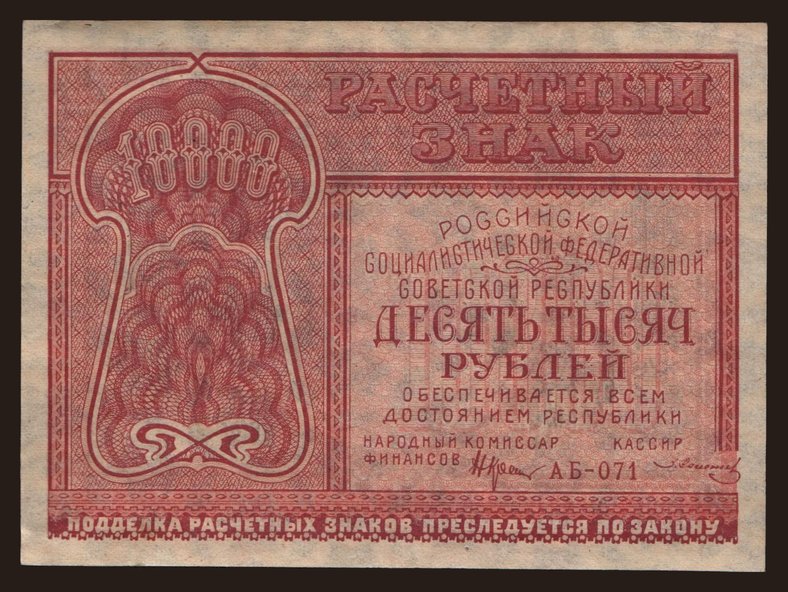 РАСЧЕТНЫЙ
ЗНАК
10000
РОССИЙСКОЙ
СОЦИАЛИСТИЧЕСКОЙ ФЕДЕРАТИВНОЙ
СОВЕТСКОЙ РЕСПУБЛИКИ
ДЕСЯТЬ ТЫСЯЧ
РУБЛЕЙ
ОБЕСПЕЧИВАЕТСЯ ВСЕМ
ДОСТОЯНИЕМ РЕСПУБЛИКИ
НАРОДНЫЙ КОМИССАР КАССИР
ФИНАНСОВ АБ-071
ПОДДЕЛКА РАСЧЕТНЫХ ЗНАКОВ ПРЕСЛЕДУЕТСЯ ПО ЗАКОНУ